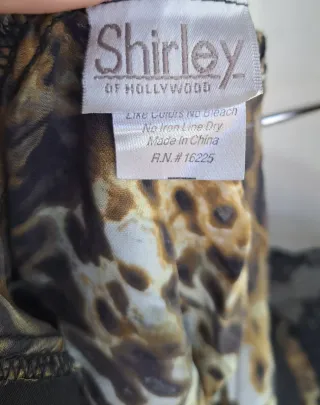 Shirley
OF HOLLYWOOD
Like Colors No Bleach
No Iron Line Dry
Made in China
R.N.# 16225